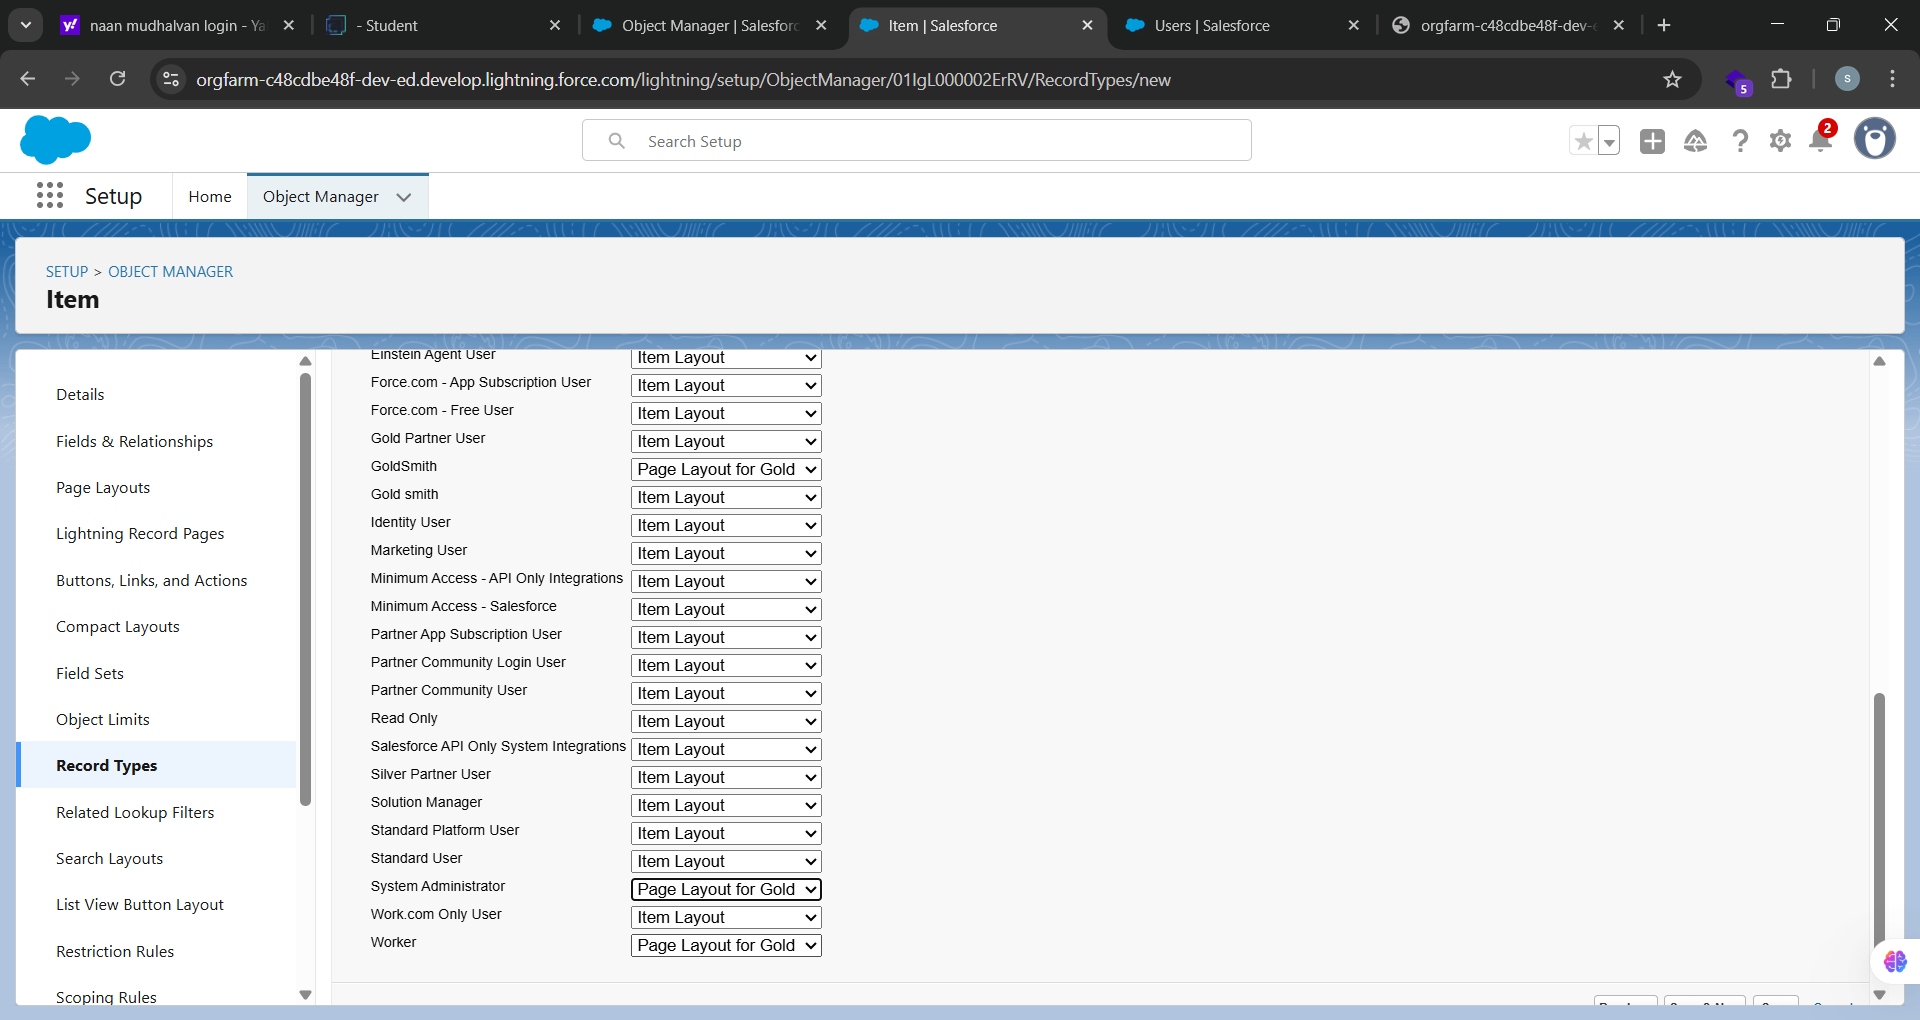 naan mudhalvan login - Ya
- Student
Object Manager | Salesforc
Item | Salesforce
Users | Salesforce
orgfarm-c48cdbe48f-dev-e
orgfarm-c48cdbe48f-dev-ed.develop.lightning.force.com/lightning/setup/ObjectManager/01IgL000002ErRV/RecordTypes/new
5
S
Search Setup
2
Setup
Home
Object Manager
SETUP > OBJECT MANAGER
Item
Details
Fields & Relationships
Page Layouts
Lightning Record Pages
Buttons, Links, and Actions
Compact Layouts
Field Sets
Object Limits
Record Types
Related Lookup Filters
Search Layouts
List View Button Layout
Restriction Rules
Scoping Rules
Einstein Agent User Item Layout
Force.com - App Subscription User Item Layout
Force.com - Free User Item Layout
Gold Partner User Item Layout
GoldSmith Page Layout for Gold
Gold smith Item Layout
Identity User Item Layout
Marketing User Item Layout
Minimum Access - API Only Integrations Item Layout
Minimum Access - Salesforce Item Layout
Partner App Subscription User Item Layout
Partner Community Login User Item Layout
Partner Community User Item Layout
Read Only Item Layout
Salesforce API Only System Integrations Item Layout
Silver Partner User Item Layout
Solution Manager Item Layout
Standard Platform User Item Layout
Standard User Item Layout
System Administrator Page Layout for Gold
Work.com Only User Item Layout
Worker Page Layout for Gold